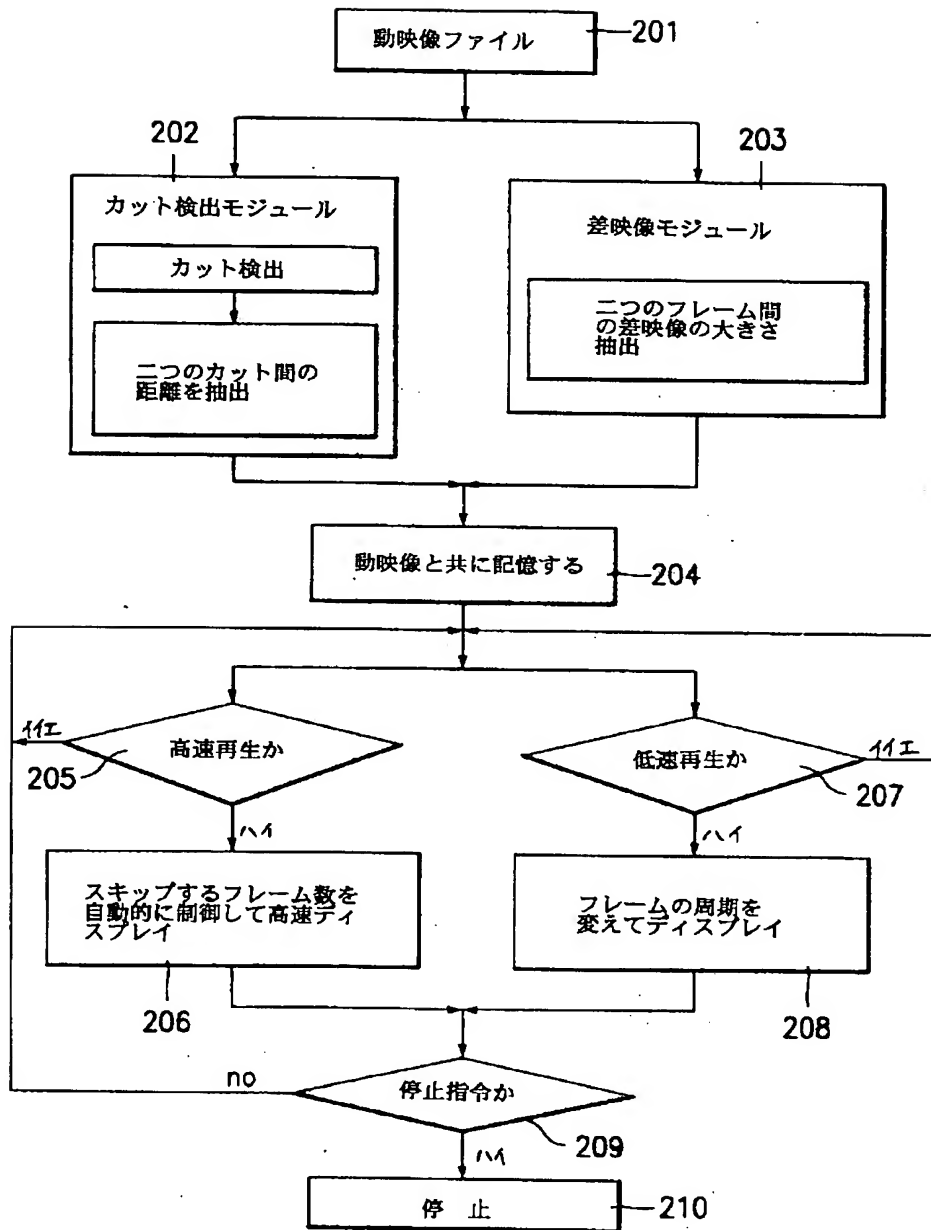 動映像ファイル
201
202
203
カット検出モジュール
カット検出
二つのカット間の
距離を抽出
差映像モジュール
二つのフレーム間
の差映像の大きさ
抽出
動映像と共に記憶する
204
イイエ
高速再生か
205
低速再生か
イイエ
207
ハイ
ハイ
スキップするフレーム数を
自動的に制御して高速ディ
スプレイ
206
フレームの周期を
変えてディスプレイ
208
no
停止指令か
209
ハイ
停 止
210